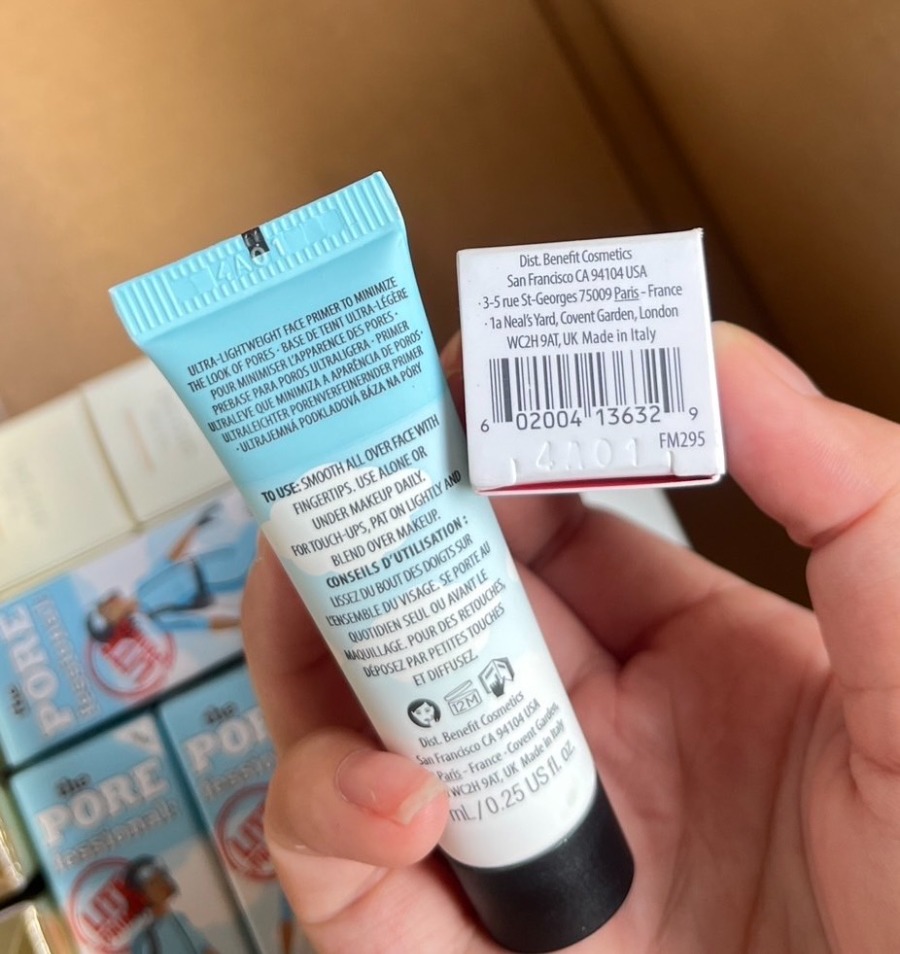 4A01
ULTRA-LIGHTWEIGHT FACE PRIMER TO MINIMIZE
THE LOOK OF PORES · BASE DE TEINT ULTRA-LÉGÈRE
POUR MINIMISER L'APPARENCE DES PORES ·
PREBASE PARA POROS ULTRALIGERA · PRIMER
ULTRALEVE QUE MINIMIZA A APARÊNCIA DE POROS ·
ULTRALEICHTER PORENVERFEINERNDER PRIMER
· ULTRAJEMNÁ PODKLADOVÁ BÁZA NA PÓRY
TO USE: SMOOTH ALL OVER FACE WITH
FINGERTIPS. USE ALONE OR
UNDER MAKEUP DAILY.
FOR TOUCH-UPS, PAT ON LIGHTLY AND
BLEND OVER MAKEUP.
CONSEILS D'UTILISATION :
LISSEZ DU BOUT DES DOIGTS SUR
L'ENSEMBLE DU VISAGE. SE PORTE AU
QUOTIDIEN SEUL OU AVANT LE
MAQUILLAGE. POUR DES RETOUCHES,
DÉPOSEZ PAR PETITES TOUCHES
ET DIFFUSEZ.
12M
Dist. Benefit Cosmetics
San Francisco CA 94104 USA
Paris - France · Covent Garden,
WC2H 9AT, UK Made in Italy
mL / 0.25 US fl. oz.
Dist. Benefit Cosmetics
San Francisco CA 94104 USA
· 3-5 rue St-Georges 75009 Paris - France
· 1a Neal's Yard, Covent Garden, London
WC2H 9AT, UK Made in Italy
6 02004 13632 9
FM295
4A01
the
PORE
fessional
the
PORE
fessional
the
POR